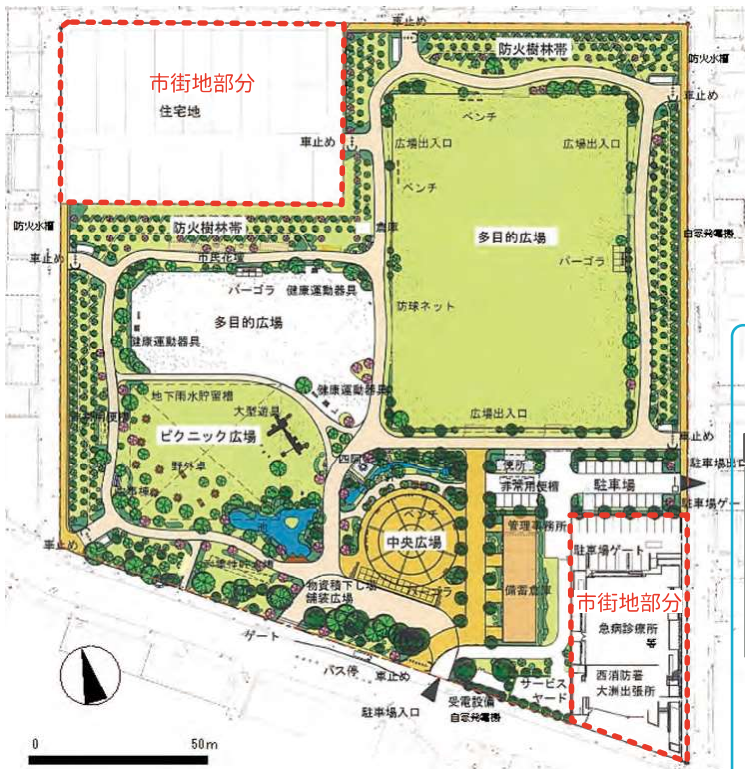 車止め
市街地部分
住宅地
防火樹林帯
防火水槽
車止め
ベンチ
車止め
広場出入口
広場出入口
ベンチ
防火水槽
防火樹林帯
倉庫
多目的広場
自家発電機
車止め
市民花壇
パーゴラ
パーゴラ
健康運動器具
防球ネット
多目的広場
健康運動器具
健康運動器具
地下雨水貯留槽
大型遊具
広場出入口
ピクニック広場
車止め
野外卓
便所
駐車場出口
非常用便槽
駐車場
駐車場ゲート
ベンチ
管理事務所
中央広場
車止め
駐車場ゲート
物資積下し場
舗装広場
備蓄倉庫
市街地部分
急病診療所
等
ゲート
バス停
車止め
西消防署
大洲出張所
サービス
ヤード
駐車場入口
受電設備
自家発電機
0
50m